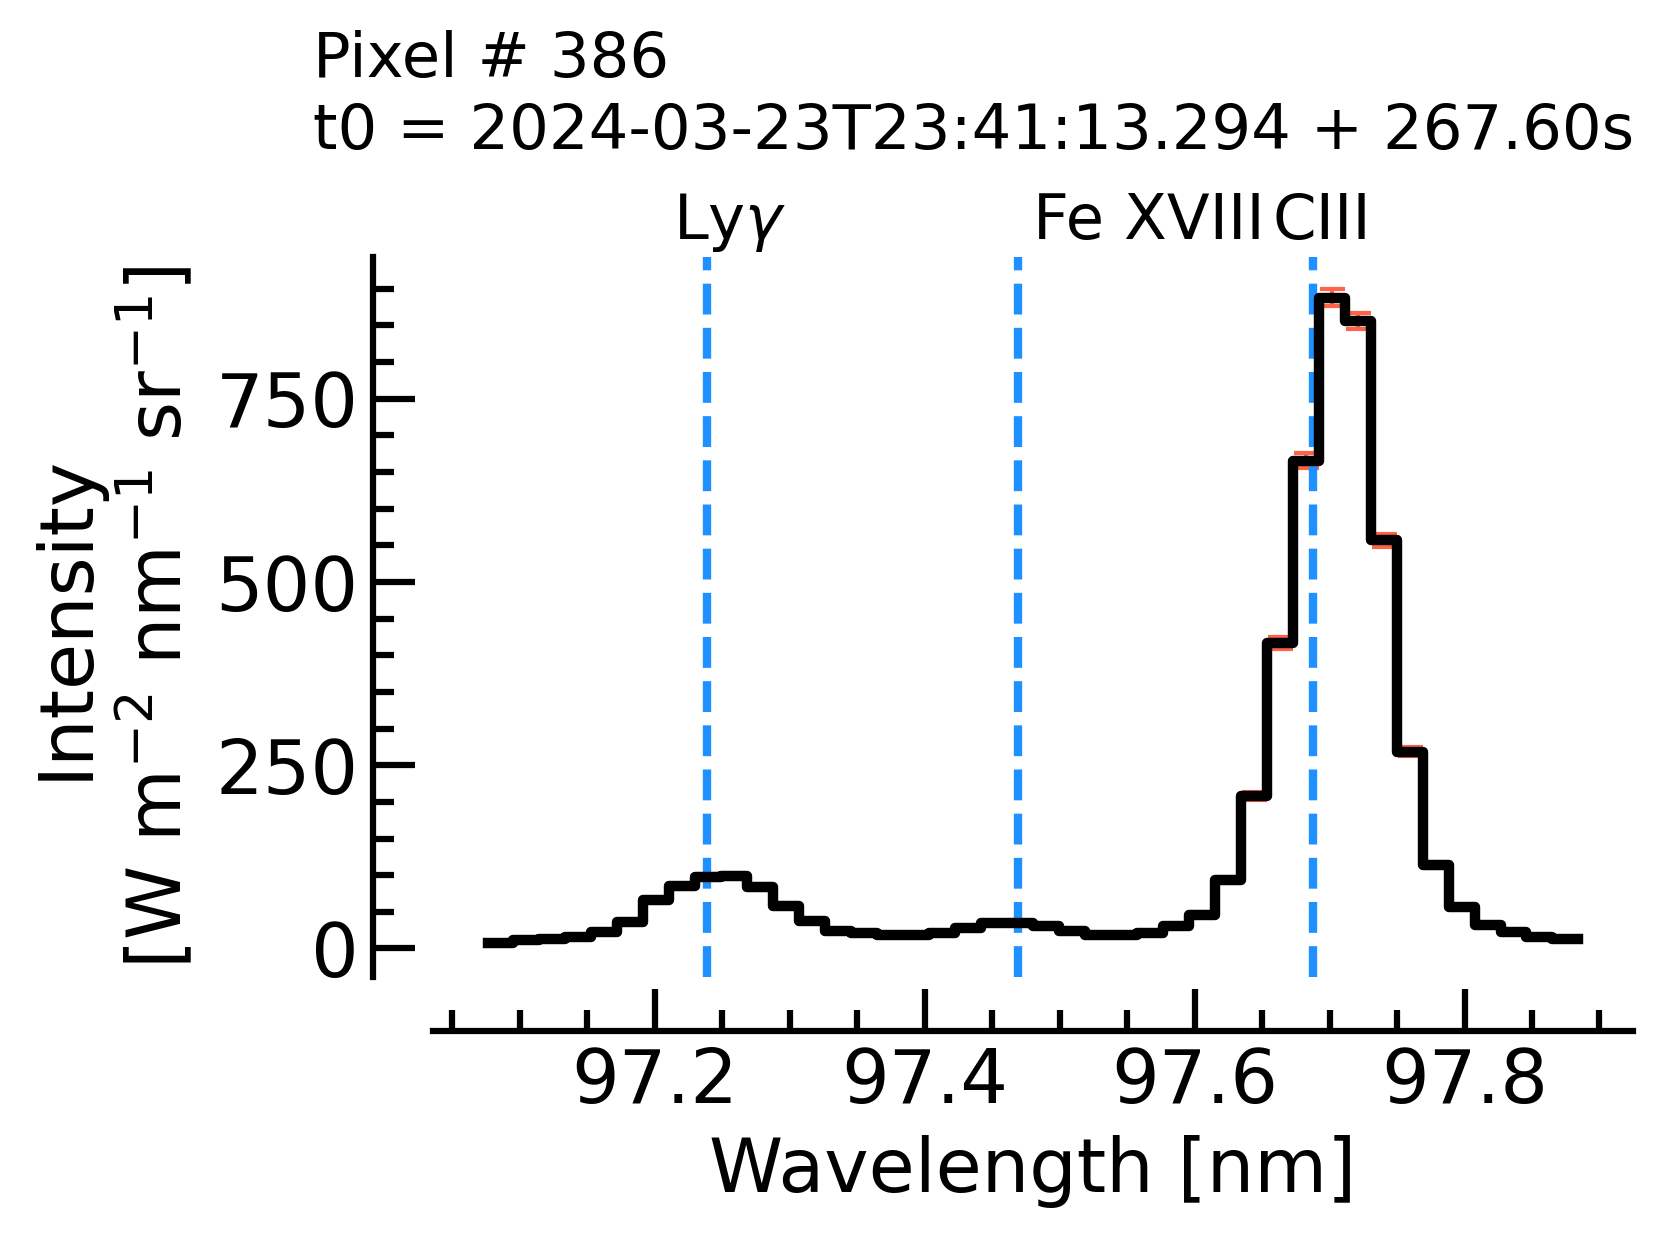 Pixel # 386
t0 = 2024-03-23T23:41:13.294 + 267.60s
Lyγ Fe XVIII CIII
Intensity
[W m⁻² nm⁻¹ sr⁻¹]
750
500
250
0
97.2 97.4 97.6 97.8
Wavelength [nm]